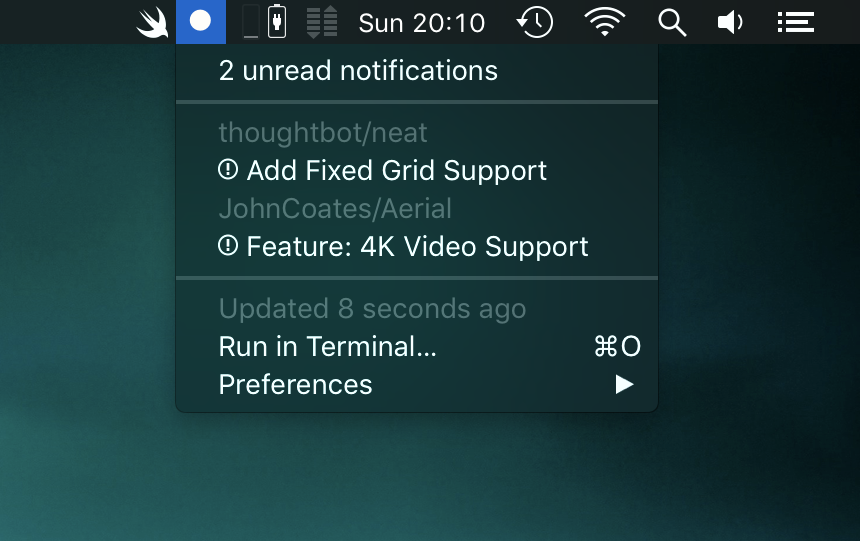 Sun 20:10
2 unread notifications
thoughtbot/neat
Add Fixed Grid Support
JohnCoates/Aerial
Feature: 4K Video Support
Updated 8 seconds ago
Run in Terminal... ⌘O
Preferences